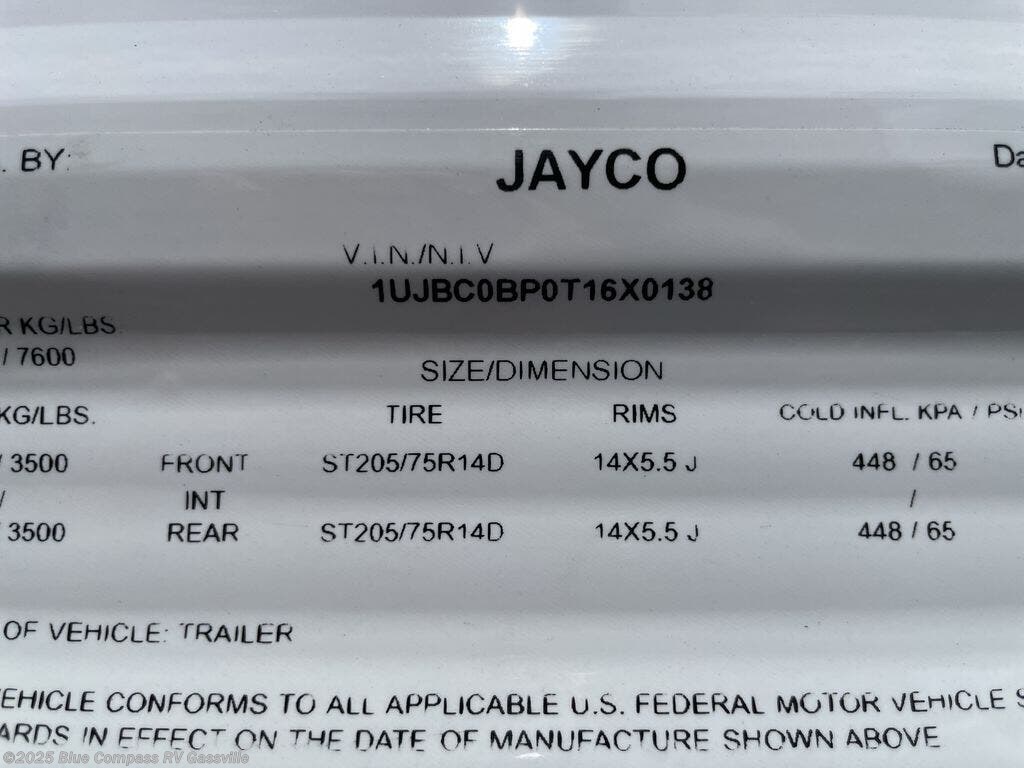 . BY: JAYCO Da
V.I.N./N.I.V
1UJBC0BP0T16X0138
R KG/LBS.
/ 7600
SIZE/DIMENSION
KG/LBS. TIRE RIMS COLD INFL. KPA / PSI
/ 3500 FRONT ST205/75R14D 14X5.5 J 448 / 65
/ INT /
3500 REAR ST205/75R14D 14X5.5 J 448 / 65
OF VEHICLE: TRAILER
EHICLE CONFORMS TO ALL APPLICABLE U.S. FEDERAL MOTOR VEHICLE S
ARDS IN EFFECT ON THE DATE OF MANUFACTURE SHOWN ABOVE
©2025 Blue Compass RV Gassville